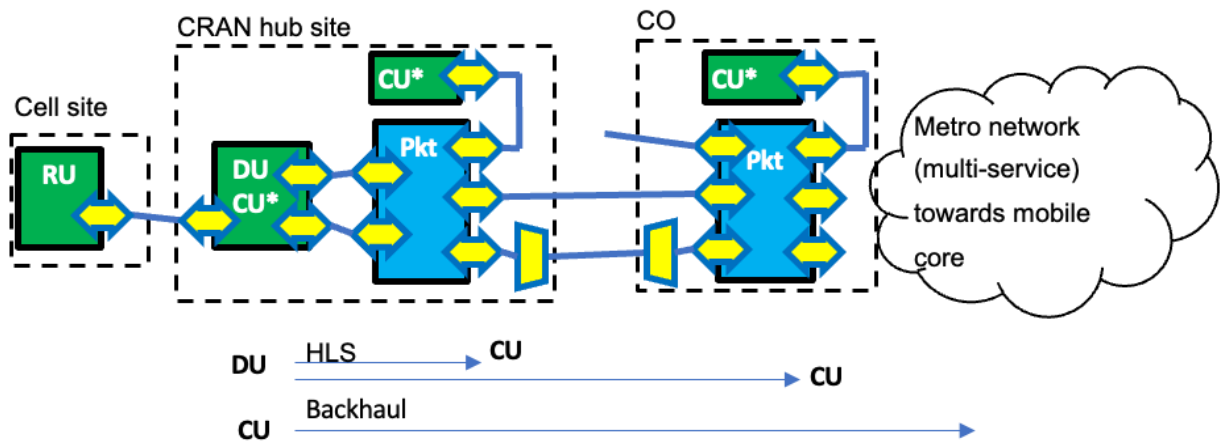 CRAN hub site
CO
CU*
CU*
Cell site
Pkt
Pkt
RU
DU
CU*
Metro network
(multi-service)
towards mobile
core
HLS
CU
DU
CU
Backhaul
CU